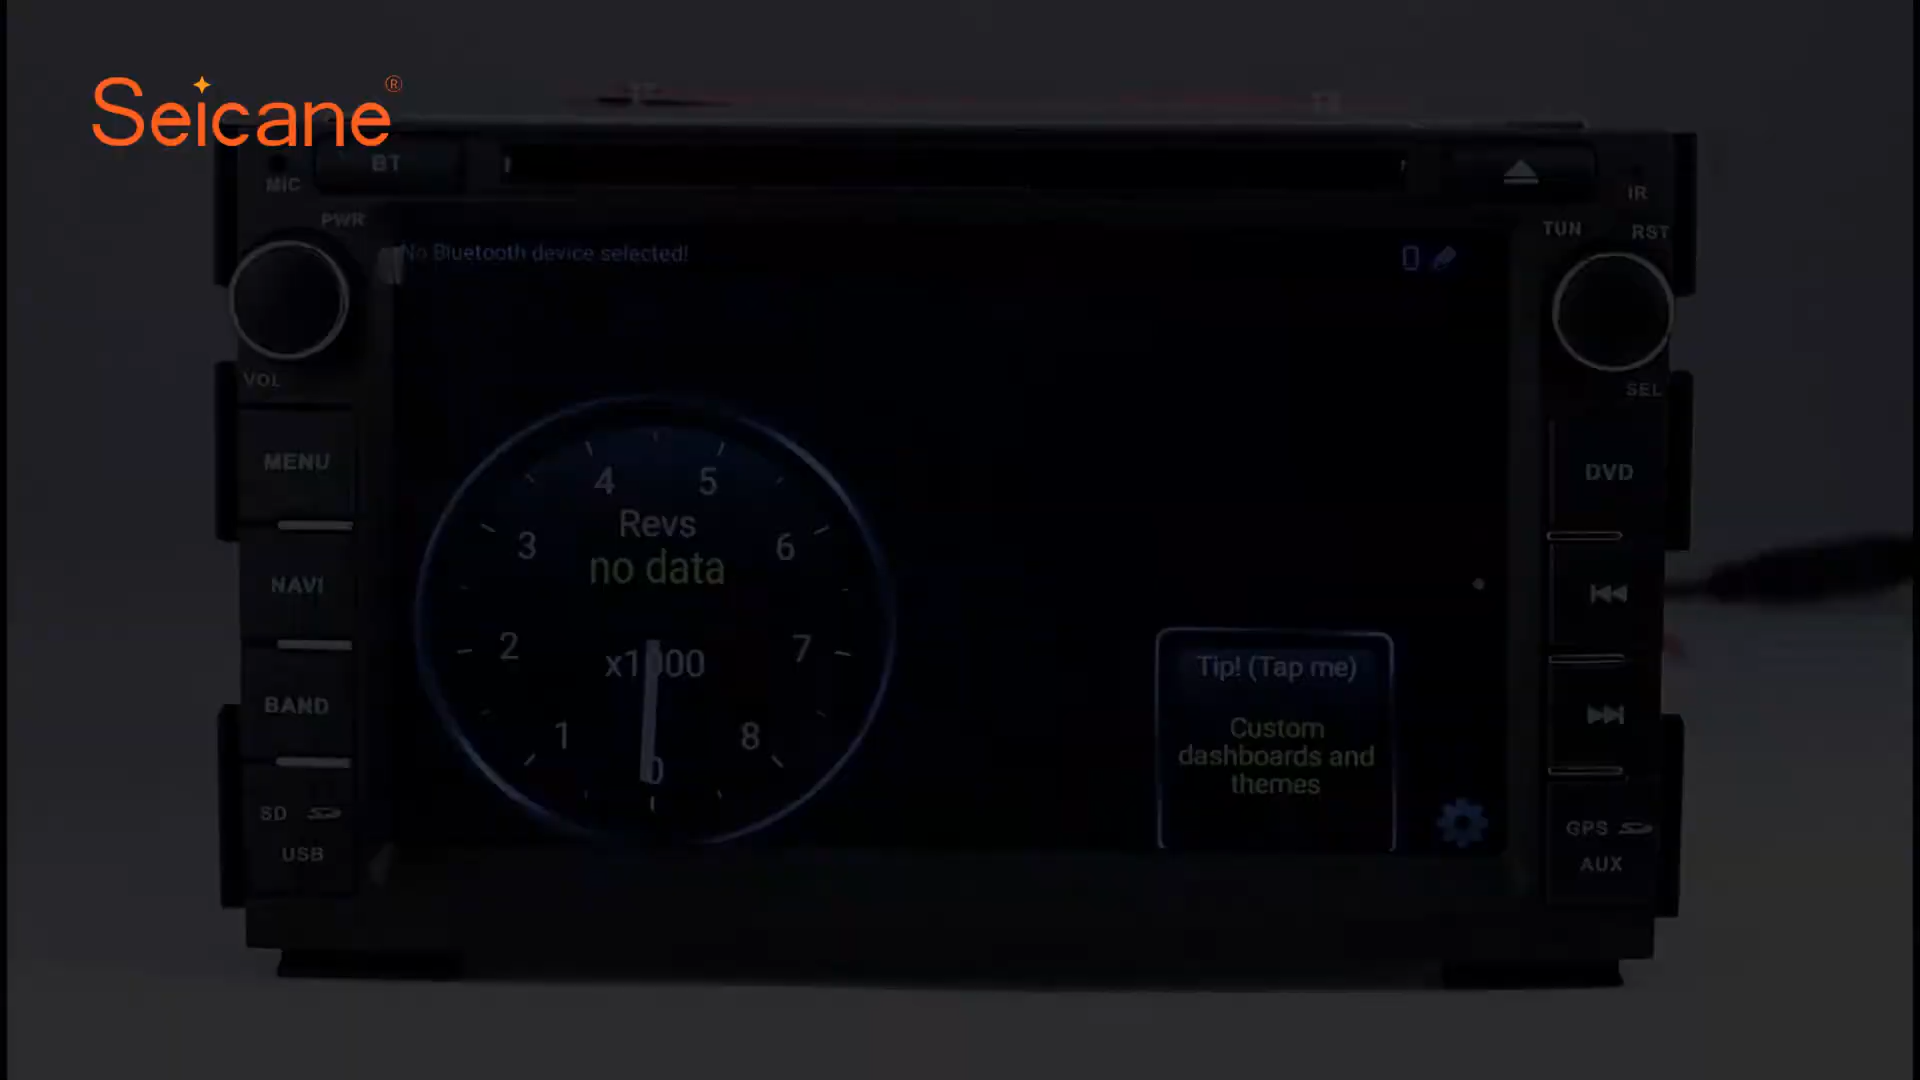 Seicane®
BT
MIC
IR
PWR
TUN
RST
No Bluetooth device selected!
VOL
SEL
MENU
DVD
4
5
Revs
3
6
no data
NAVI
2
7
x1000
Tip! (Tap me)
BAND
1
8
Custom
dashboards and
themes
0
SD
GPS
USB
AUX